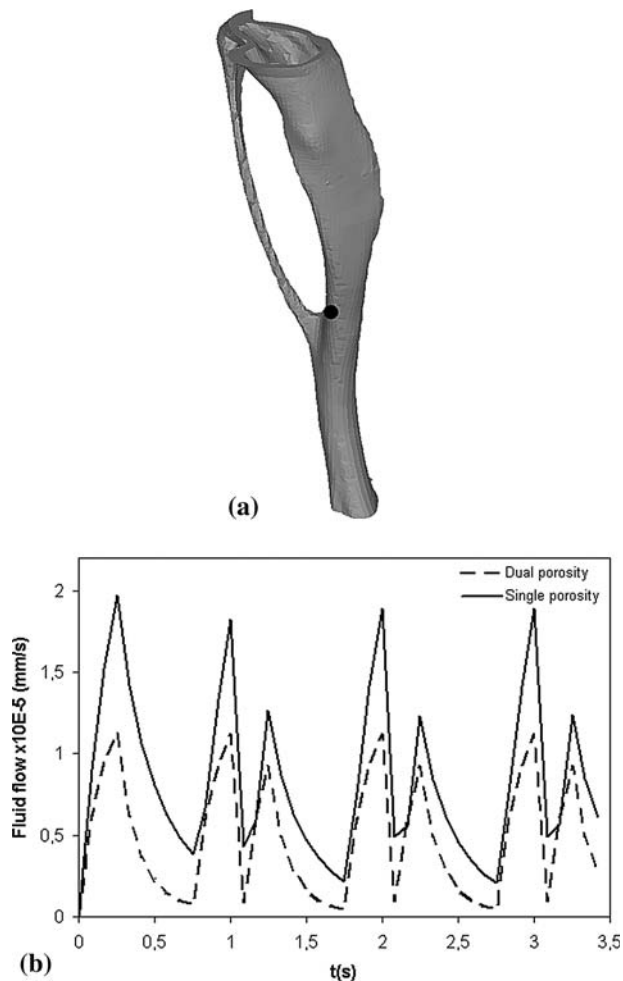 (a)
Dual porosity
Single porosity
Fluid flow x10E-5 (mm/s)
2
1,5
1
0,5
0
0
0,5
1
1,5
2
2,5
3
3,5
t(s)
(b)